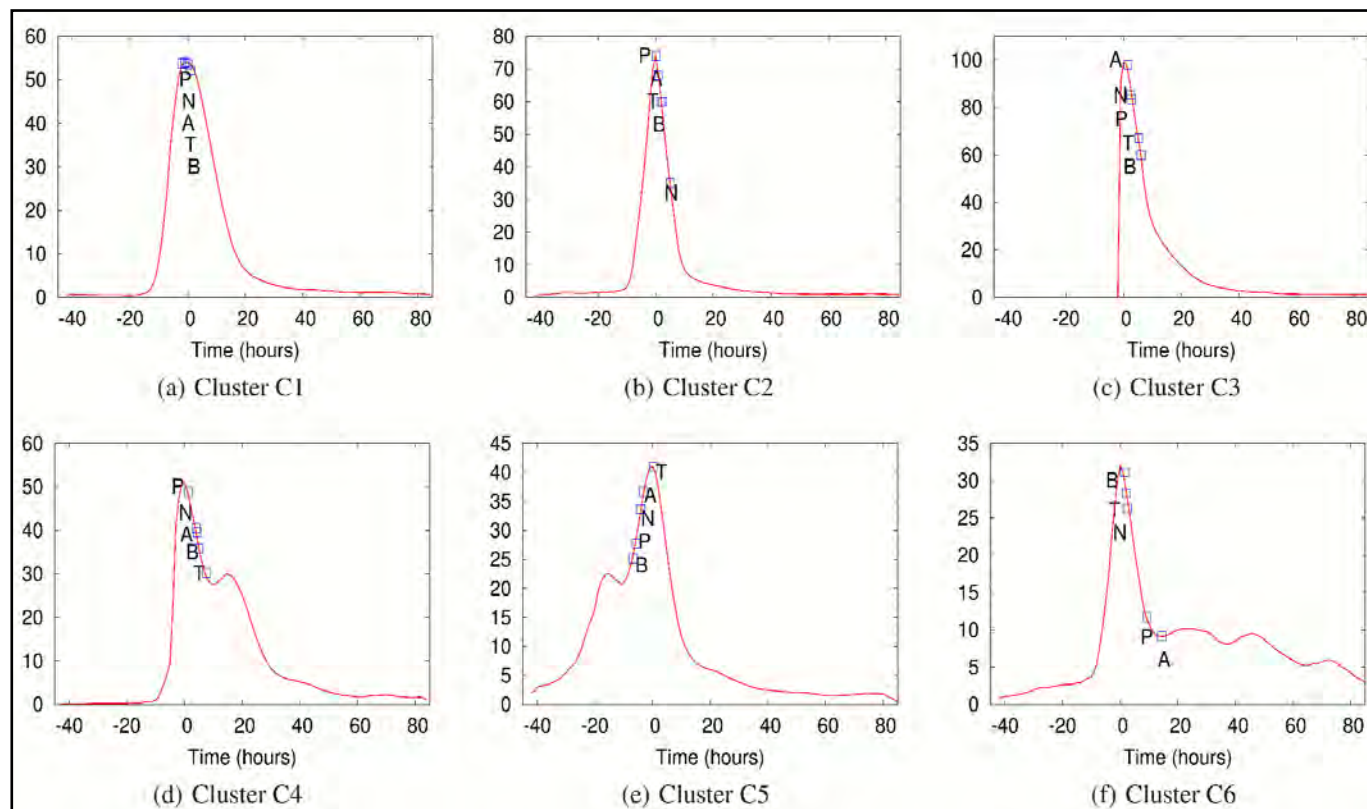 60
50
40
30
20
10
0
P
N
A
T
B
-40 -20 0 20 40 60 80
Time (hours)
(a) Cluster C1
80
70
60
50
40
30
20
10
0
P
A
T
B
N
-40 -20 0 20 40 60 80
Time (hours)
(b) Cluster C2
100
80
60
40
20
0
A
N
P
T
B
-40 -20 0 20 40 60 80
Time (hours)
(c) Cluster C3
60
50
40
30
20
10
0
P
N
A
B
T
-40 -20 0 20 40 60 80
Time (hours)
(d) Cluster C4
45
40
35
30
25
20
15
10
5
0
T
A
N
P
B
-40 -20 0 20 40 60 80
Time (hours)
(e) Cluster C5
35
30
25
20
15
10
5
0
B
T
N
P
A
-40 -20 0 20 40 60 80
Time (hours)
(f) Cluster C6